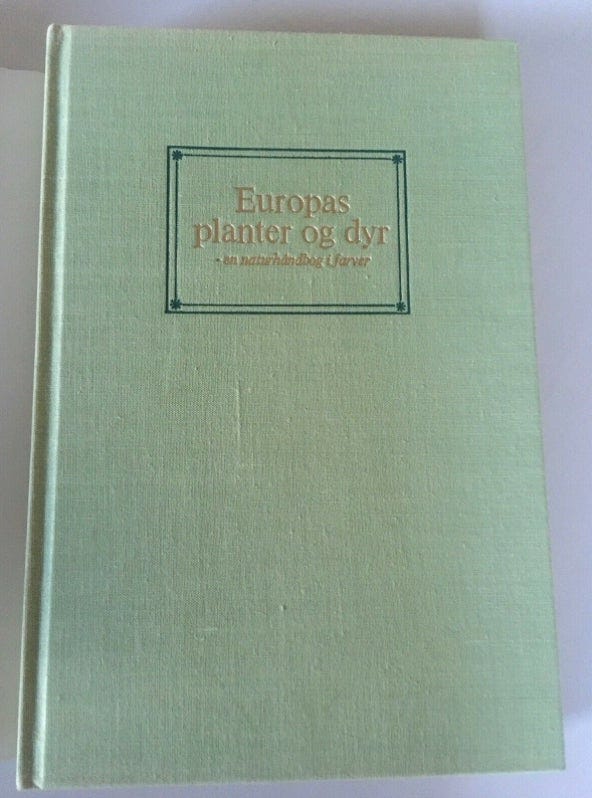 Europas
planter og dyr
- en naturhåndbog i farver